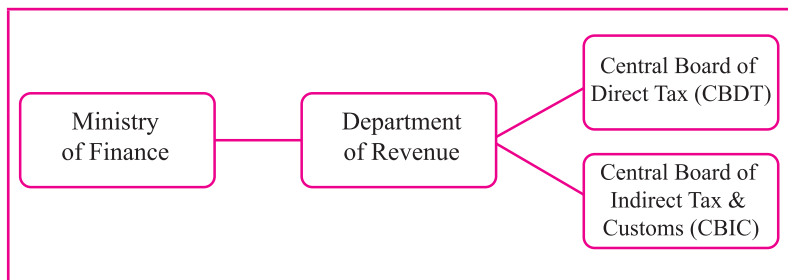 Ministry
of Finance
Department
of Revenue
Central Board of
Direct Tax (CBDT)
Central Board of
Indirect Tax &
Customs (CBIC)